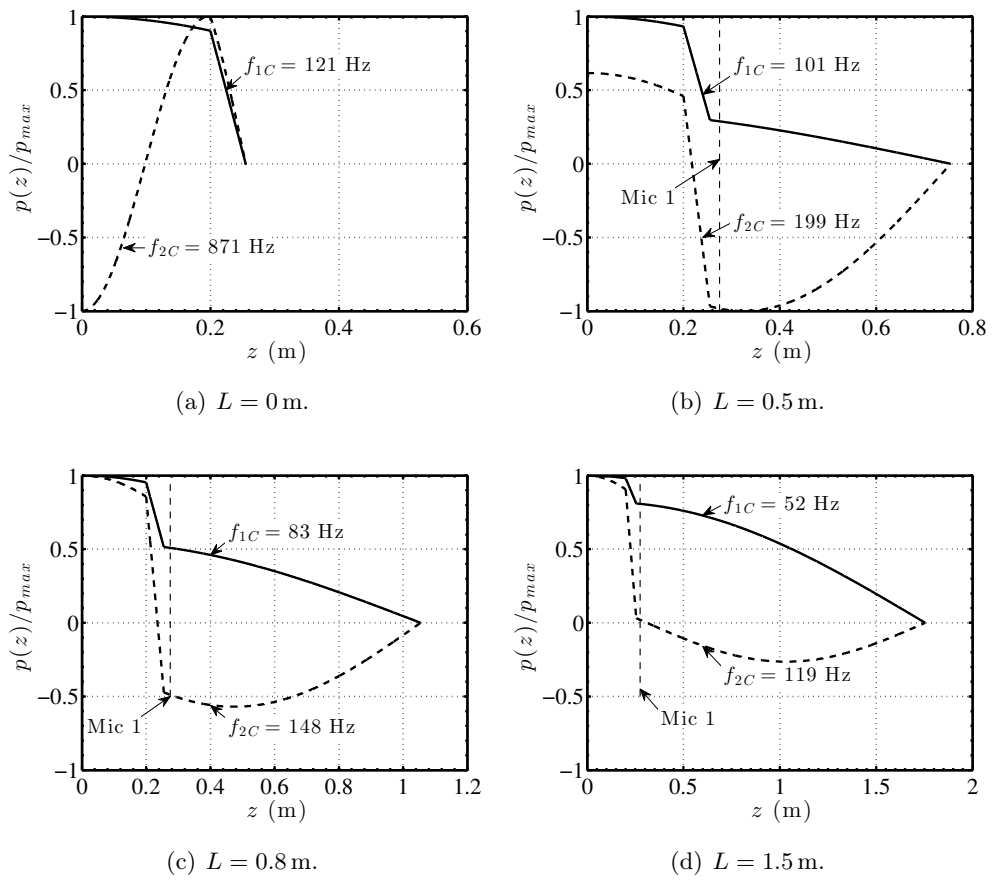 1
0.5
0
−0.5
−1
p(z)/p_max
f_1C = 121 Hz
f_2C = 871 Hz
0 0.2 0.4 0.6
z (m)
(a) L = 0 m.
1
0.5
0
−0.5
−1
p(z)/p_max
f_1C = 101 Hz
Mic 1
f_2C = 199 Hz
0 0.2 0.4 0.6 0.8
z (m)
(b) L = 0.5 m.
1
0.5
0
−0.5
−1
p(z)/p_max
f_1C = 83 Hz
Mic 1
f_2C = 148 Hz
0 0.2 0.4 0.6 0.8 1 1.2
z (m)
(c) L = 0.8 m.
1
0.5
0
−0.5
−1
p(z)/p_max
f_1C = 52 Hz
f_2C = 119 Hz
Mic 1
0 0.5 1 1.5 2
z (m)
(d) L = 1.5 m.